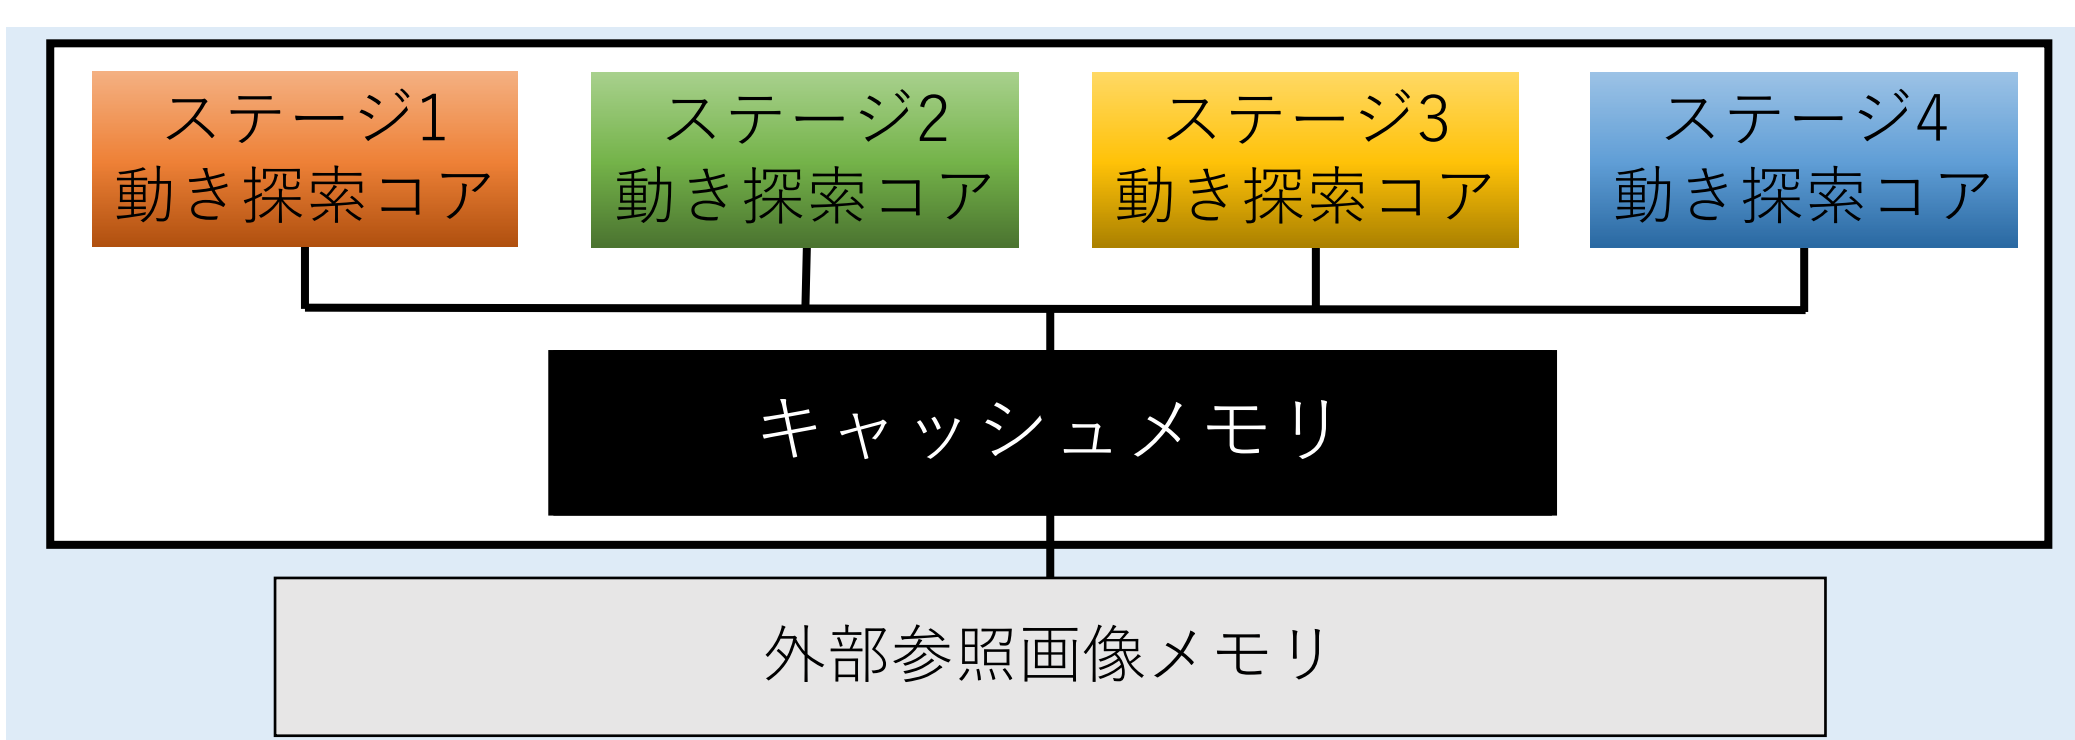 ステージ1
動き探索コア
ステージ2
動き探索コア
ステージ3
動き探索コア
ステージ4
動き探索コア
キャッシュメモリ
外部参照画像メモリ